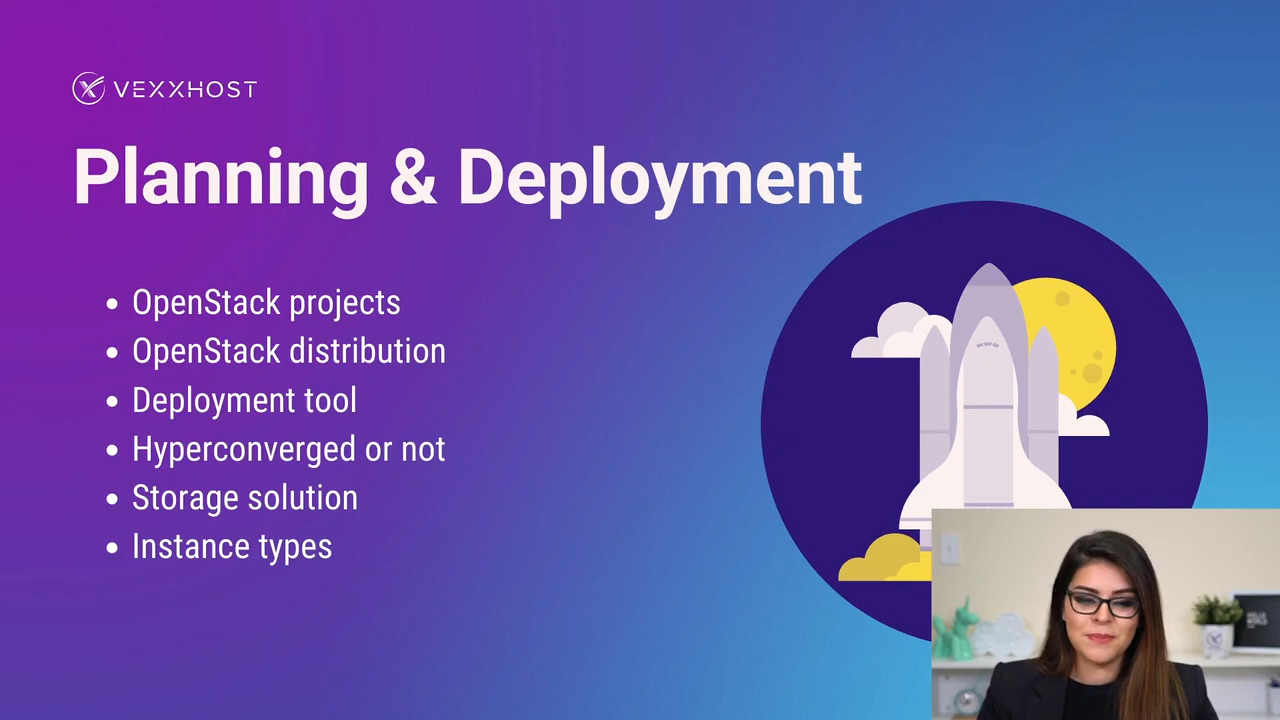 VEXXHOST
Planning & Deployment
• OpenStack projects
• OpenStack distribution
• Deployment tool
• Hyperconverged or not
• Storage solution
• Instance types